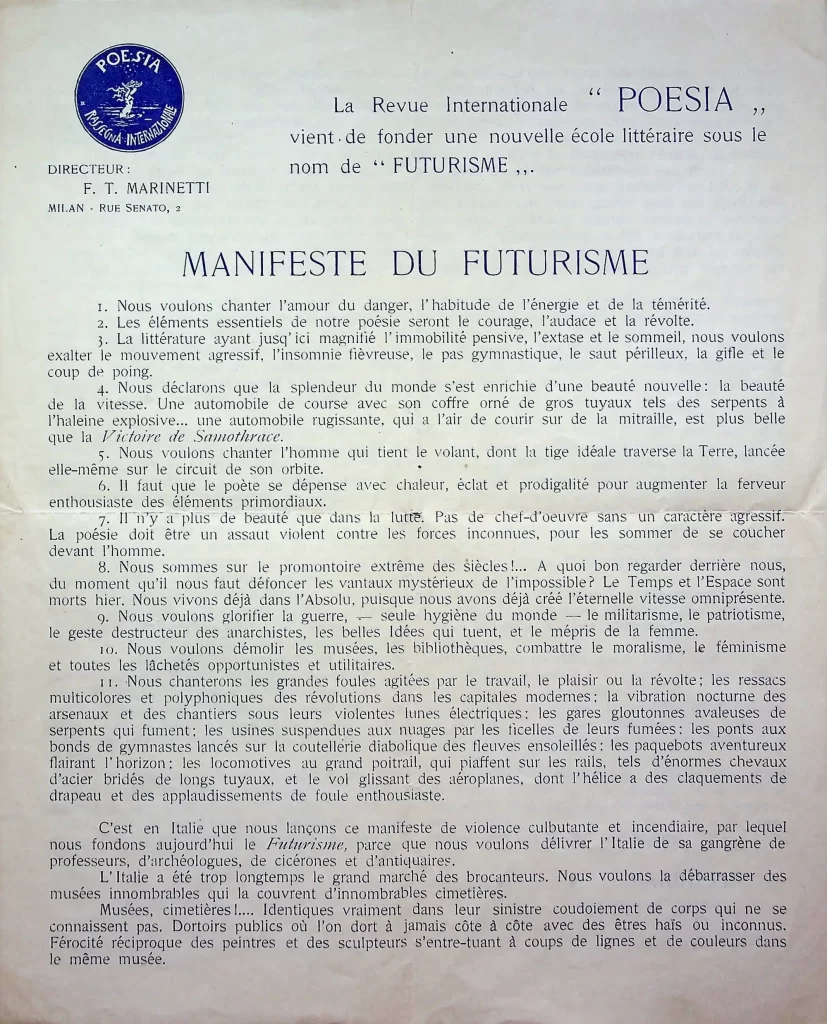 POESIA
RASSEGNA INTERNAZIONALE
DIRECTEUR:
F. T. MARINETTI
MILAN - RUE SENATO, 2
La Revue Internationale “ POESIA „
vient de fonder une nouvelle école littéraire sous le
nom de “ FUTURISME „.
MANIFESTE DU FUTURISME
1. Nous voulons chanter l'amour du danger, l'habitude de l'énergie et de la témérité.
2. Les éléments essentiels de notre poésie seront le courage, l'audace et la révolte.
3. La littérature ayant jusqu'ici magnifié l'immobilité pensive, l'extase et le sommeil, nous voulons
exalter le mouvement agressif, l'insomnie fièvreuse, le pas gymnastique, le saut périlleux, la gifle et le
coup de poing.
4. Nous déclarons que la splendeur du monde s'est enrichie d'une beauté nouvelle: la beauté
de la vitesse. Une automobile de course avec son coffre orné de gros tuyaux tels des serpents à
l'haleine explosive... une automobile rugissante, qui a l'air de courir sur de la mitraille, est plus belle
que la Victoire de Samothrace.
5. Nous voulons chanter l'homme qui tient le volant, dont la tige idéale traverse la Terre, lancée
elle-même sur le circuit de son orbite.
6. Il faut que le poète se dépense avec chaleur, éclat et prodigalité pour augmenter la ferveur
enthousiaste des éléments primordiaux.
7. Il n'y a plus de beauté que dans la lutte. Pas de chef-d'oeuvre sans un caractère agressif.
La poésie doit être un assaut violent contre les forces inconnues, pour les sommer de se coucher
devant l'homme.
8. Nous sommes sur le promontoire extrême des siècles!... A quoi bon regarder derrière nous,
du moment qu'il nous faut défoncer les vantaux mystérieux de l'impossible? Le Temps et l'Espace sont
morts hier. Nous vivons déjà dans l'Absolu, puisque nous avons déjà créé l'éternelle vitesse omniprésente.
9. Nous voulons glorifier la guerre, — seule hygiène du monde — le militarisme, le patriotisme,
le geste destructeur des anarchistes, les belles Idées qui tuent, et le mépris de la femme.
10. Nous voulons démolir les musées, les bibliothèques, combattre le moralisme, le féminisme
et toutes les lâchetés opportunistes et utilitaires.
11. Nous chanterons les grandes foules agitées par le travail, le plaisir ou la révolte; les ressacs
multicolores et polyphoniques des révolutions dans les capitales modernes; la vibration nocturne des
arsenaux et des chantiers sous leurs violentes lunes électriques; les gares gloutonnes avaleuses de
serpents qui fument; les usines suspendues aux nuages par les ficelles de leurs fumées; les ponts aux
bonds de gymnastes lancés sur la coutellerie diabolique des fleuves ensoleillés; les paquebots aventureux
flairant l'horizon; les locomotives au grand poitrail, qui piaffent sur les rails, tels d'énormes chevaux
d'acier bridés de longs tuyaux, et le vol glissant des aéroplanes, dont l'hélice a des claquements de
drapeau et des applaudissements de foule enthousiaste.
C'est en Italie que nous lançons ce manifeste de violence culbutante et incendiaire, par lequel
nous fondons aujourd'hui le Futurisme, parce que nous voulons délivrer l'Italie de sa gangrène de
professeurs, d'archéologues, de cicérones et d'antiquaires.
L'Italie a été trop longtemps le grand marché des brocanteurs. Nous voulons la débarrasser des
musées innombrables qui la couvrent d'innombrables cimetières.
Musées, cimetières!.... Identiques vraiment dans leur sinistre coudoiement de corps qui ne se
connaissent pas. Dortoirs publics où l'on dort à jamais côte à côte avec des êtres haïs ou inconnus.
Férocité réciproque des peintres et des sculpteurs s'entre-tuant à coups de lignes et de couleurs dans
le même musée.